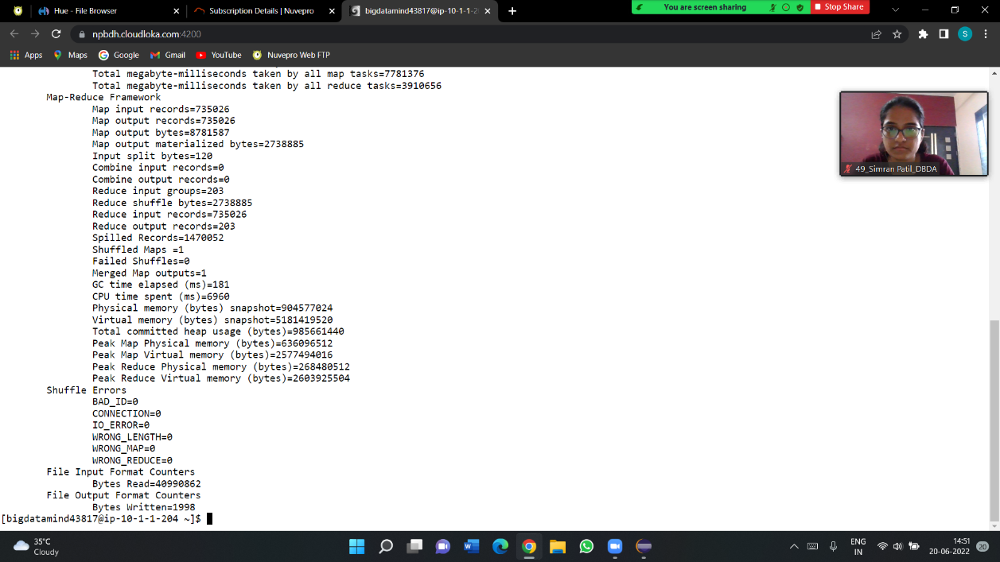 Hue - File Browser
Subscription Details | Nuvepro
bigdatamind43817@ip-10-1-1-2
You are screen sharing
Stop Share
npbdh.cloudloka.com:4200
S
Apps
Maps
Google
Gmail
YouTube
Nuvepro Web FTP
Total megabyte-milliseconds taken by all map tasks=7781376
Total megabyte-milliseconds taken by all reduce tasks=3910656
Map-Reduce Framework
Map input records=735026
Map output records=735026
Map output bytes=8781587
Map output materialized bytes=2738885
Input split bytes=120
Combine input records=0
Combine output records=0
Reduce input groups=203
Reduce shuffle bytes=2738885
Reduce input records=735026
Reduce output records=203
Spilled Records=1470052
Shuffled Maps =1
Failed Shuffles=0
Merged Map outputs=1
GC time elapsed (ms)=181
CPU time spent (ms)=6960
Physical memory (bytes) snapshot=904577024
Virtual memory (bytes) snapshot=5181419520
Total committed heap usage (bytes)=985661440
Peak Map Physical memory (bytes)=636096512
Peak Map Virtual memory (bytes)=2577494016
Peak Reduce Physical memory (bytes)=268480512
Peak Reduce Virtual memory (bytes)=2603925504
Shuffle Errors
BAD_ID=0
CONNECTION=0
IO_ERROR=0
WRONG_LENGTH=0
WRONG_MAP=0
WRONG_REDUCE=0
File Input Format Counters
Bytes Read=40990862
File Output Format Counters
Bytes Written=1998
[bigdatamind43817@ip-10-1-1-204 ~]$
49_Simran Patil_DBDA
35°C
Cloudy
ENG
IN
14:51
20-06-2022
20